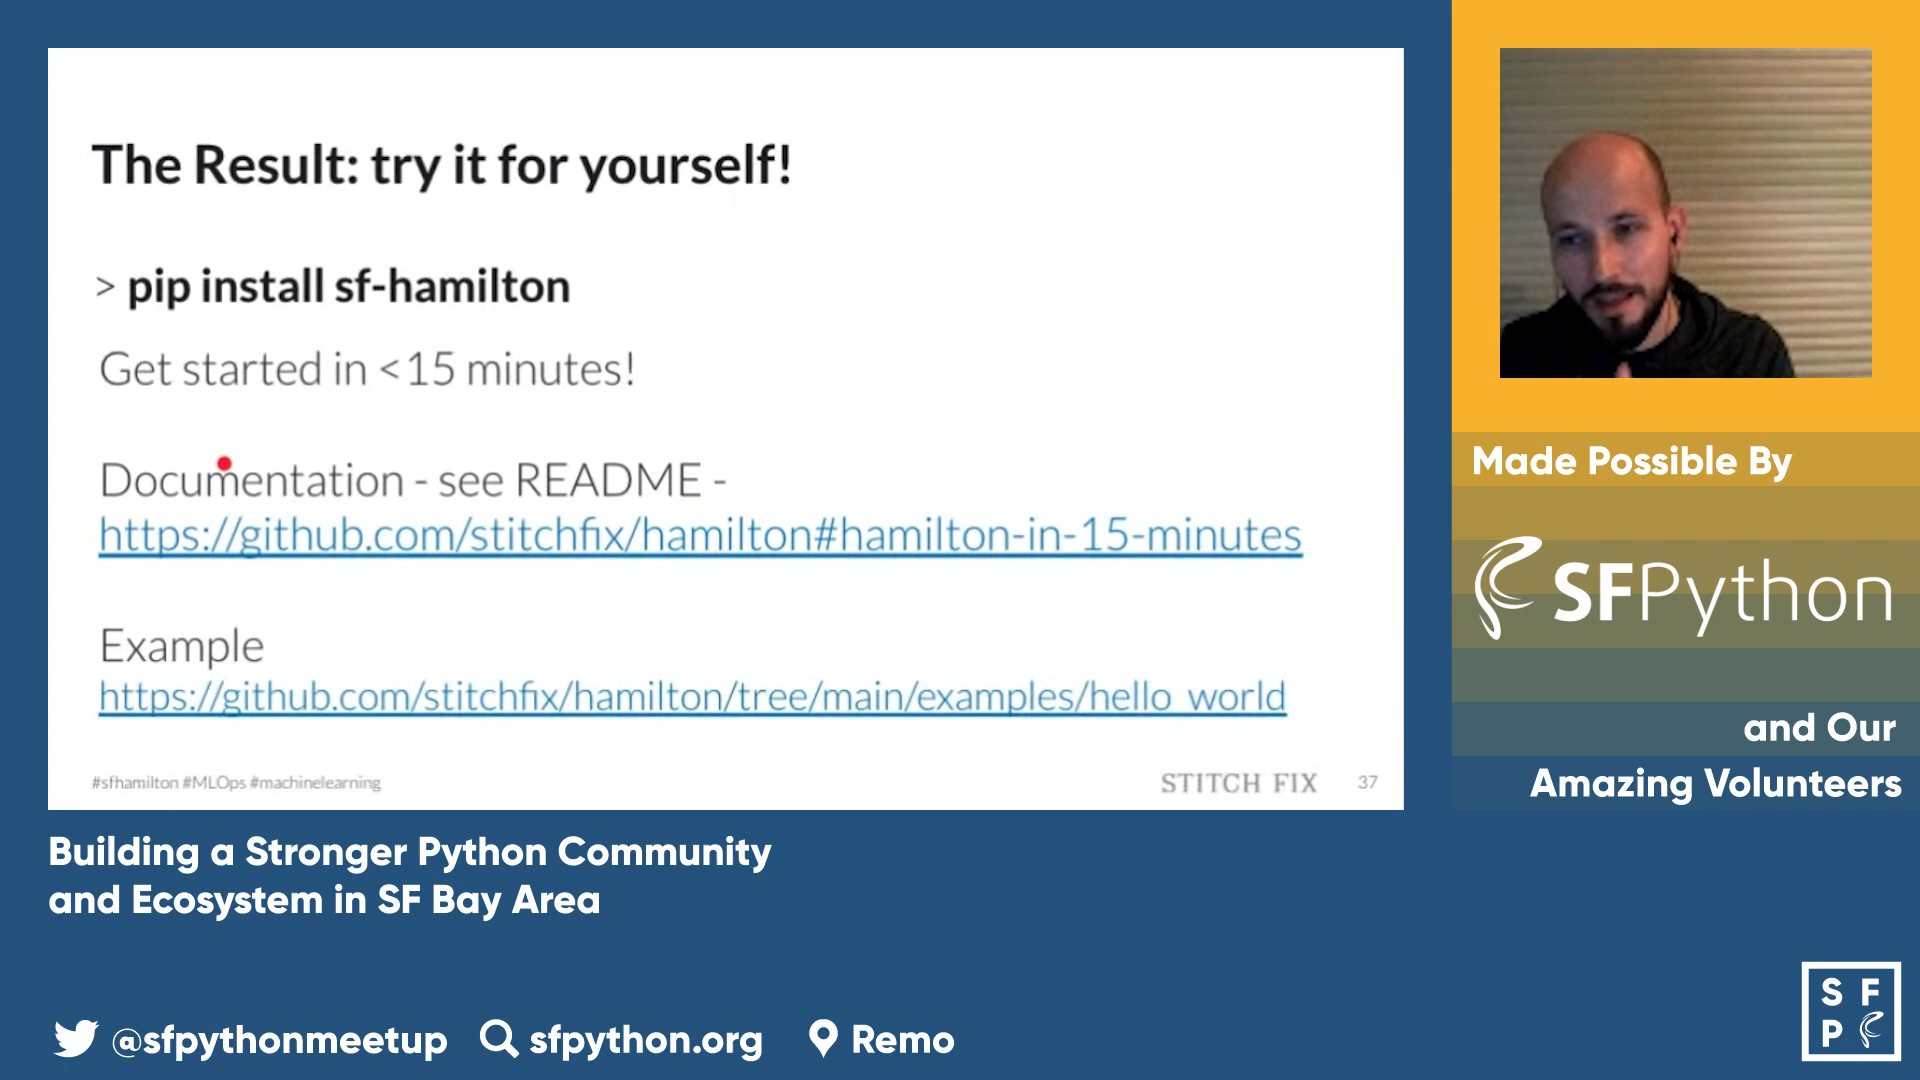 The Result: try it for yourself!
> pip install sf-hamilton
Get started in <15 minutes!
Documentation - see README -
https://github.com/stitchfix/hamilton#hamilton-in-15-minutes
Example
https://github.com/stitchfix/hamilton/tree/main/examples/hello_world
#sfhamilton #MLOps #machinelearning
STITCH FIX
37
Made Possible By
SFPython
and Our
Amazing Volunteers
Building a Stronger Python Community
and Ecosystem in SF Bay Area
@sfpythonmeetup
sfpython.org
Remo
S F
P